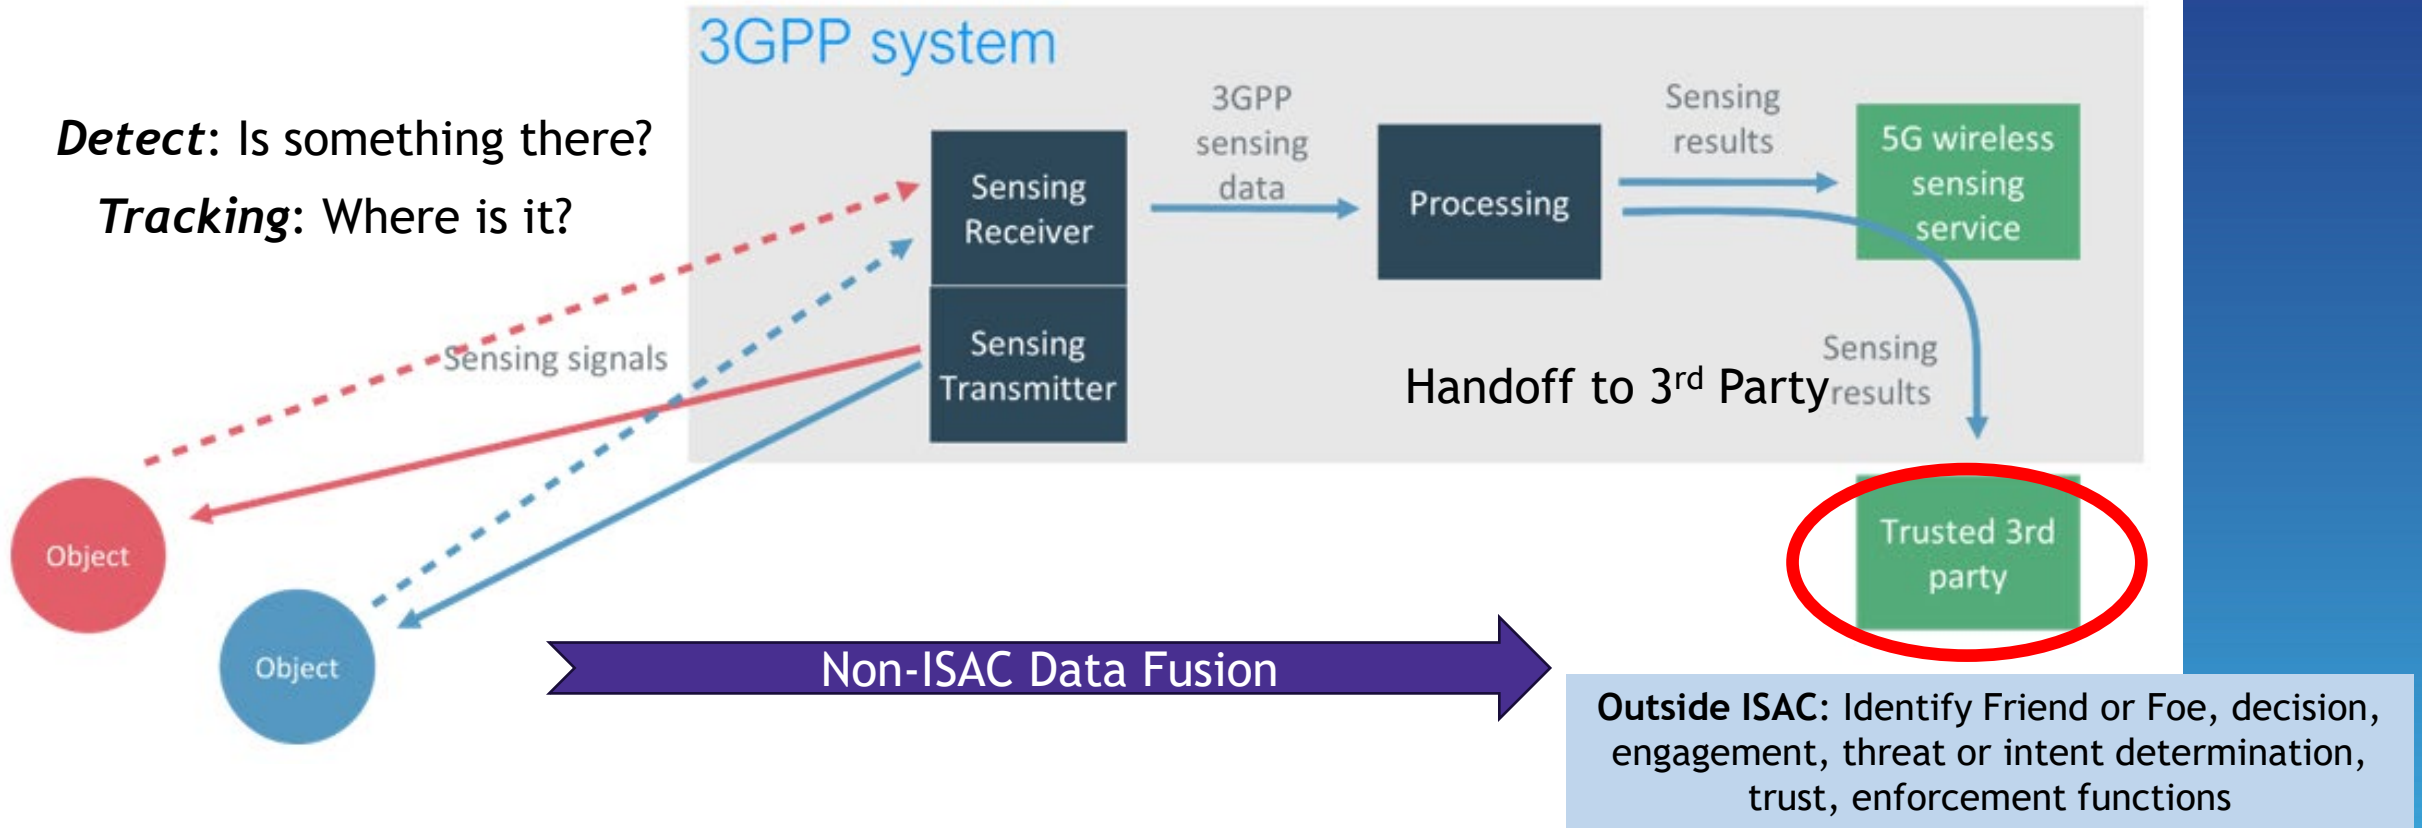 3GPP system
Detect: Is something there?
Tracking: Where is it?
Sensing signals
Sensing
Receiver
Sensing
Transmitter
3GPP
sensing
data
Processing
Sensing
results
5G wireless
sensing
service
Handoff to 3rd Party
Sensing
results
Trusted 3rd
party
Object
Object
Non-ISAC Data Fusion
Outside ISAC: Identify Friend or Foe, decision,
engagement, threat or intent determination,
trust, enforcement functions